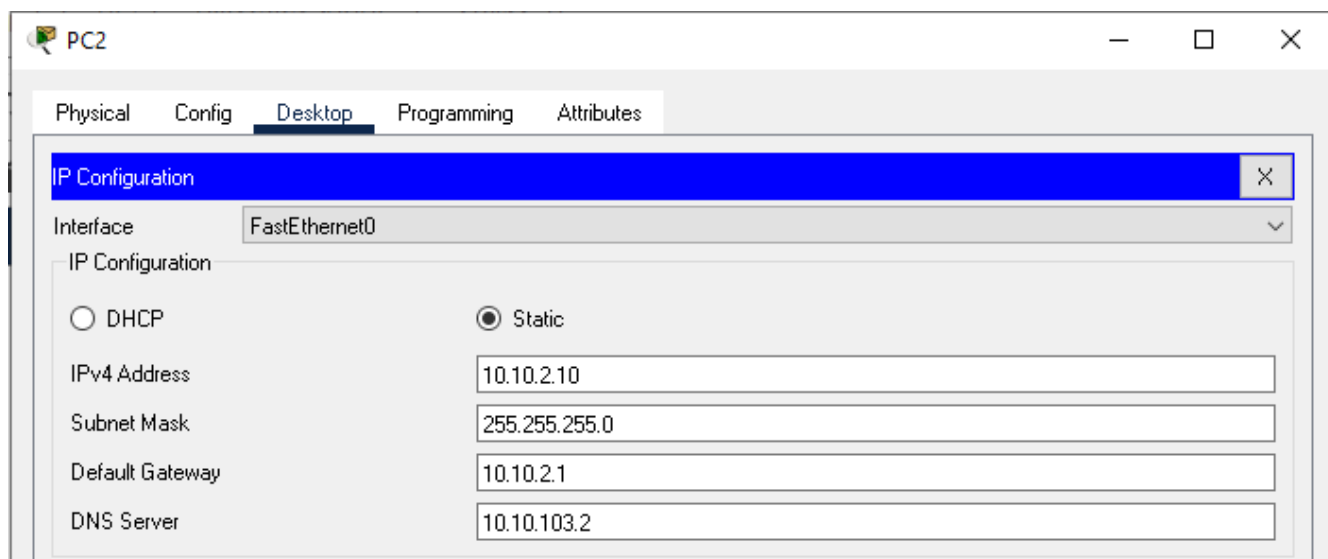 PC2
Physical Config Desktop Programming Attributes
IP Configuration X
Interface FastEthernet0
IP Configuration
DHCP Static
IPv4 Address 10.10.2.10
Subnet Mask 255.255.255.0
Default Gateway 10.10.2.1
DNS Server 10.10.103.2